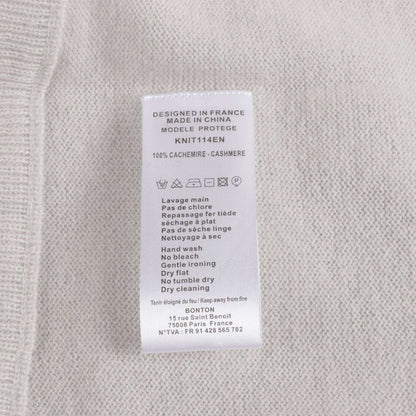 DESIGNED IN FRANCE
MADE IN CHINA
MODELE PROTEGE
KNIT114EN
100% CACHEMIRE - CASHMERE
Lavage main
Pas de chlore
Repassage fer tiède
séchage à plat
Pas de sèche linge
Nettoyage à sec
Hand wash
No bleach
Gentle ironing
Dry flat
No tumble dry
Dry cleaning
Tenir éloigné du feu / Keep away from fire
BONTON
15 rue Saint Benoit
75006 Paris France
N°TVA : FR 91 428 565 782